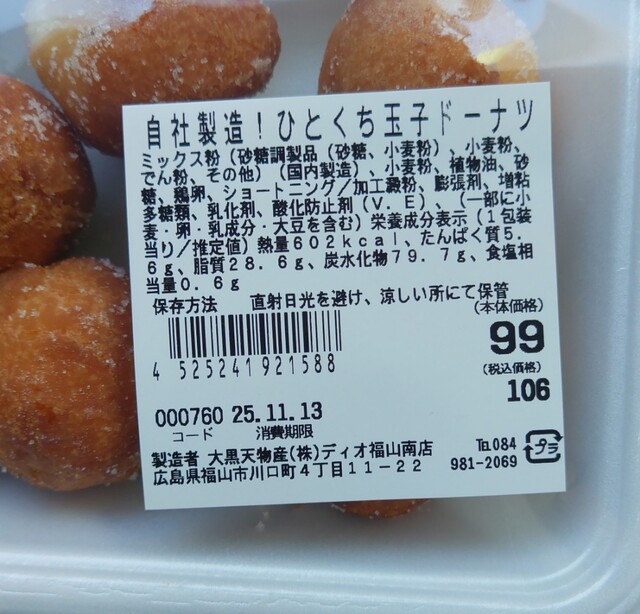 自社製造！ひとくち玉子ドーナツ
ミックス粉（砂糖調製品（砂糖、小麦粉）、小麦粉、
でん粉、その他）（国内製造）、小麦粉、植物油、砂
糖、鶏卵、ショートニング／加工澱粉、膨張剤、増粘
多糖類、乳化剤、酸化防止剤（Ｖ．Ｅ）、（一部に小
麦・卵・乳成分・大豆を含む）栄養成分表示（１包装
当り／推定値）熱量６０２ｋｃａｌ、たんぱく質５．
６ｇ、脂質２８．６ｇ、炭水化物７９．７ｇ、食塩相
当量０．６ｇ
保存方法　直射日光を避け、涼しい所にて保管
(本体価格)
99
4 525241 921588
(税込価格)
106
000760 25.11.13
コード　消費期限
製造者 大黒天物産(株)ディオ福山南店
℡084
広島県福山市川口町４丁目１１－２２
981-2069
プラ